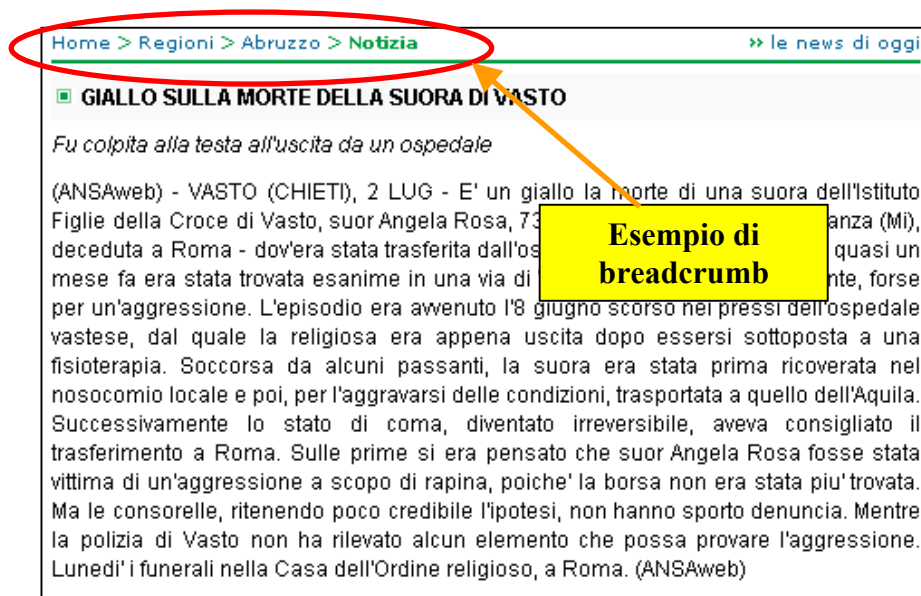 Home > Regioni > Abruzzo > Notizia
›› le news di oggi
GIALLO SULLA MORTE DELLA SUORA DI VASTO
Fu colpita alla testa all'uscita da un ospedale
(ANSAweb) - VASTO (CHIETI), 2 LUG - E' un giallo la morte di una suora dell'Istituto
Figlie della Croce di Vasto, suor Angela Rosa, anza (Mi),
deceduta a Roma - dov'era stata trasferita quasi un
mese fa era stata trovata esanime in una via di nte, forse
per un'aggressione. L'episodio era avvenuto l'8 giugno scorso nei pressi dell'ospedale
vastese, dal quale la religiosa era appena uscita dopo essersi sottoposta a una
fisioterapia. Soccorsa da alcuni passanti, la suora era stata prima ricoverata nel
nosocomio locale e poi, per l'aggravarsi delle condizioni, trasportata a quello dell'Aquila.
Successivamente lo stato di coma, diventato irreversibile, aveva consigliato il
trasferimento a Roma. Sulle prime si era pensato che suor Angela Rosa fosse stata
vittima di un'aggressione a scopo di rapina, poiche' la borsa non era stata piu' trovata.
Ma le consorelle, ritenendo poco credibile l'ipotesi, non hanno sporto denuncia. Mentre
la polizia di Vasto non ha rilevato alcun elemento che possa provare l'aggressione.
Lunedi' i funerali nella Casa dell'Ordine religioso, a Roma. (ANSAweb)
Esempio di
breadcrumb